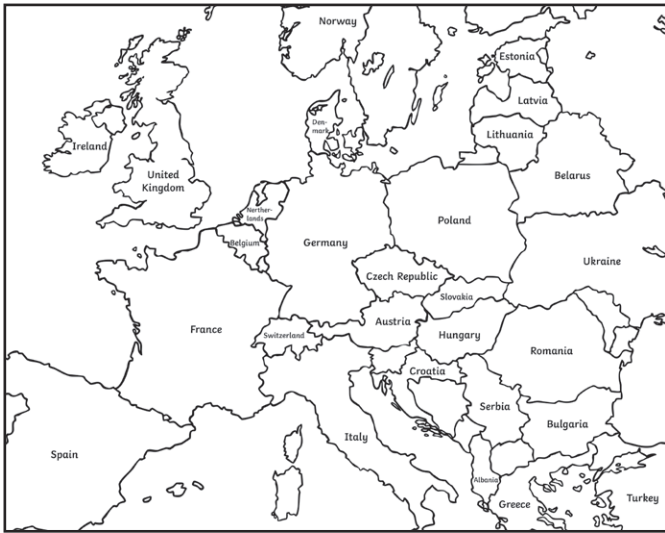 Norway
Estonia
Latvia
Den-
mark
Lithuania
Ireland
Belarus
United
Kingdom
Nerther-
lands
Poland
Belgium
Germany
Ukraine
Czech Republic
Slovakia
Austria
France
Switzerland
Hungary
Romania
Croatia
Serbia
Bulgaria
Italy
Spain
Albania
Greece
Turkey